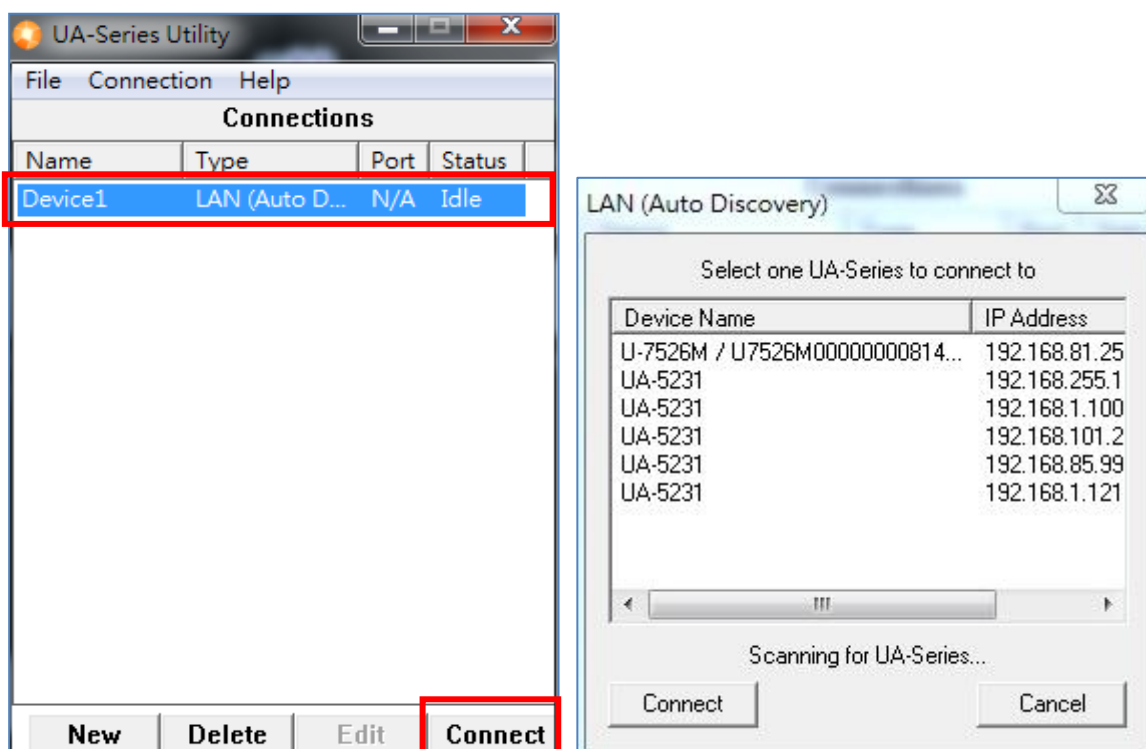 UA-Series Utility
File Connection Help
Connections
Name Type Port Status
Device1 LAN (Auto D... N/A Idle
New Delete Edit Connect
LAN (Auto Discovery)
Select one UA-Series to connect to
Device Name IP Address
U-7526M / U7526M00000000814... 192.168.81.25
UA-5231 192.168.255.1
UA-5231 192.168.1.100
UA-5231 192.168.101.2
UA-5231 192.168.85.99
UA-5231 192.168.1.121
Scanning for UA-Series...
Connect Cancel